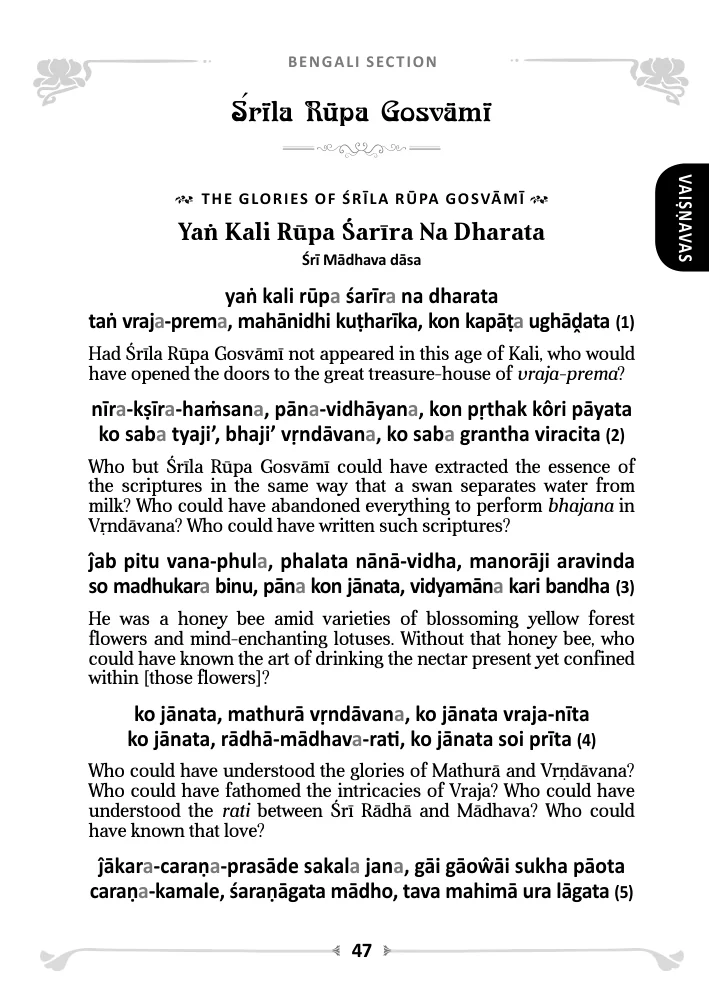 BENGALI SECTION
Śrīla Rūpa Gosvāmī
VAIṢṆAVAS
THE GLORIES OF ŚRĪLA RŪPA GOSVĀMĪ
Yaṅ Kali Rūpa Śarīra Na Dharata
Śrī Mādhava dāsa
yaṅ kali rūpa śarīra na dharata
taṅ vraja-prema, mahānidhi kuṭharīka, kon kapāṭa ughāḓata (1)
Had Śrīla Rūpa Gosvāmī not appeared in this age of Kali, who would
have opened the doors to the great treasure-house of vraja-prema?
nīra-kṣīra-haṁsana, pāna-vidhāyana, kon pṛthak kôri pāyata
ko saba tyaji’, bhaji’ vṛndāvana, ko saba grantha viracita (2)
Who but Śrīla Rūpa Gosvāmī could have extracted the essence of
the scriptures in the same way that a swan separates water from
milk? Who could have abandoned everything to perform bhajana in
Vṛndāvana? Who could have written such scriptures?
ĵab pitu vana-phula, phalata nānā-vidha, manorāji aravinda
so madhukara binu, pāna kon jānata, vidyamāna kari bandha (3)
He was a honey bee amid varieties of blossoming yellow forest
flowers and mind-enchanting lotuses. Without that honey bee, who
could have known the art of drinking the nectar present yet confined
within [those flowers]?
ko jānata, mathurā vṛndāvana, ko jānata vraja-nīta
ko jānata, rādhā-mādhava-rati, ko jānata soi prīta (4)
Who could have understood the glories of Mathurā and Vṛndāvana?
Who could have fathomed the intricacies of Vraja? Who could have
understood the rati between Śrī Rādhā and Mādhava? Who could
have known that love?
ĵākara-caraṇa-prasāde sakala jana, gāi gāoŵāi sukha pāota
caraṇa-kamale, śaraṇāgata mādho, tava mahimā ura lāgata (5)
47